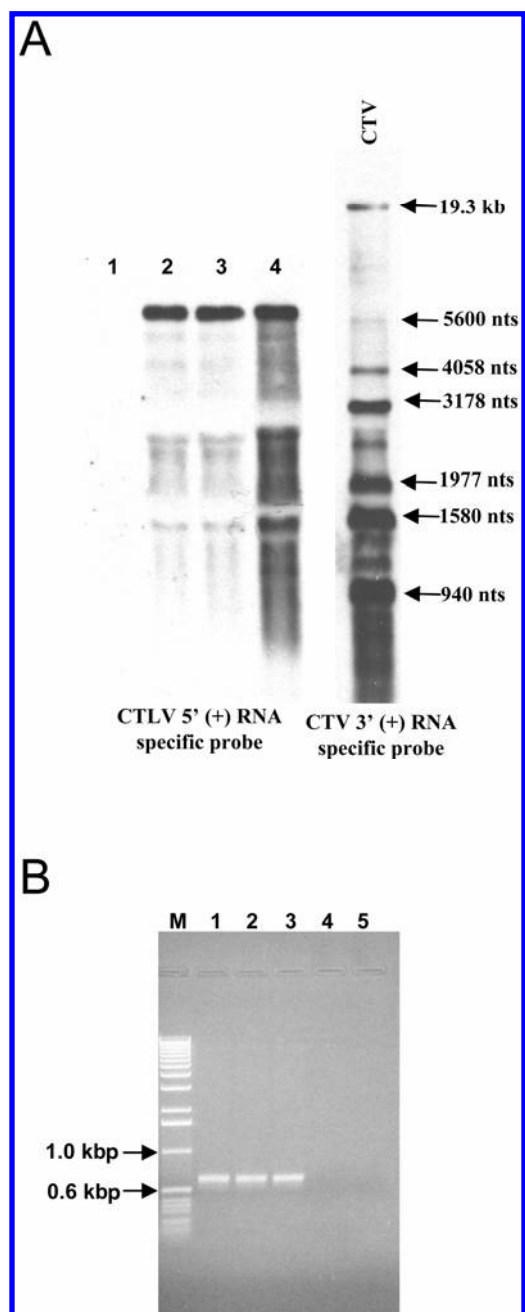 A
CTV
19.3 kb
1 2 3 4
5600 nts
4058 nts
3178 nts
1977 nts
1580 nts
940 nts
CTLV 5' (+) RNA
specific probe
CTV 3' (+) RNA
specific probe
B
M 1 2 3 4 5
1.0 kbp
0.6 kbp